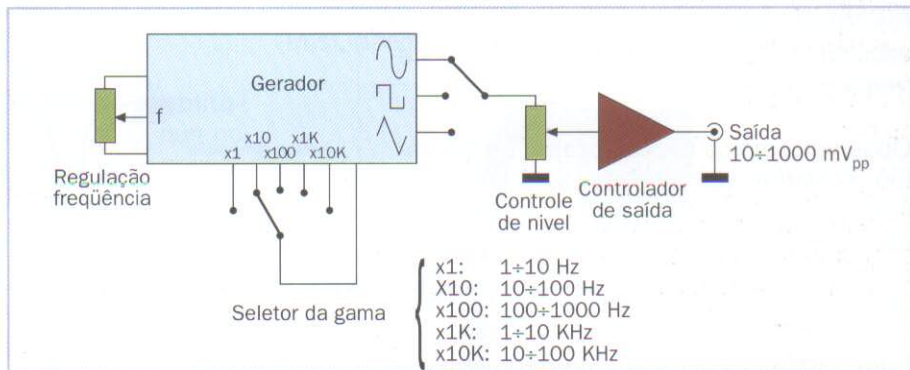 Gerador
f
x10
x1K
x1
x100
x10K
Regulação
freqüência
Saída
10÷1000 mVpp
Controle
de nivel
Controlador
de saída
Seletor da gama
x1: 1÷10 Hz
X10: 10÷100 Hz
x100: 100÷1000 Hz
x1K: 1÷10 KHz
x10K: 10÷100 KHz